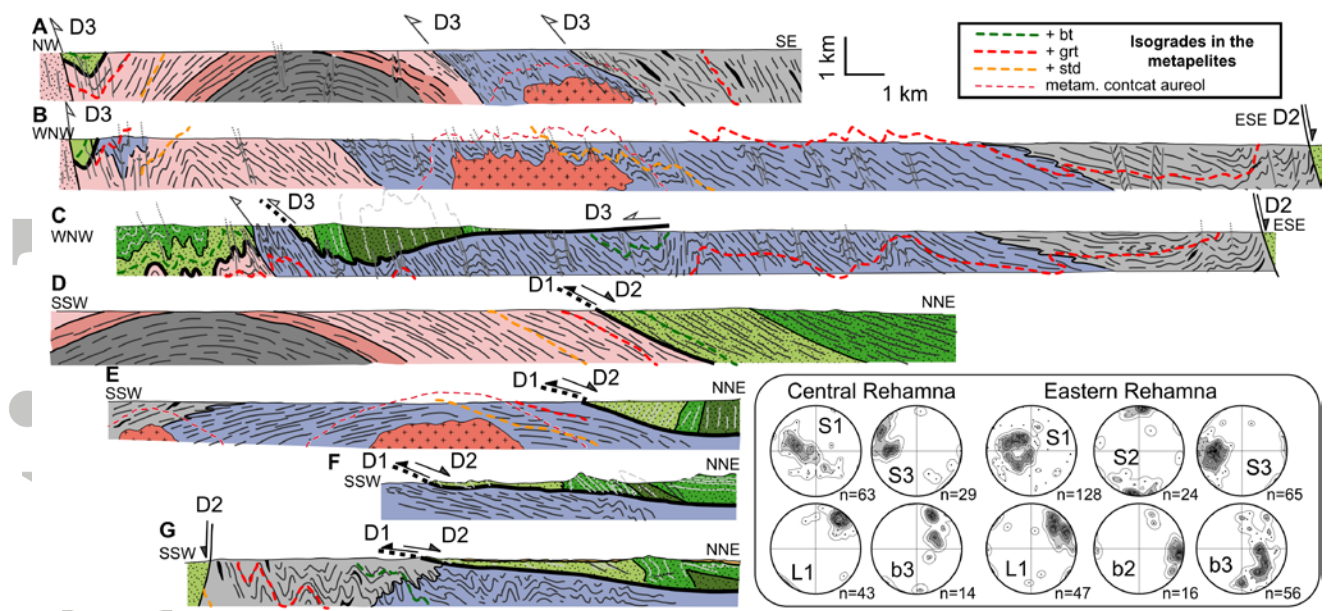 A
NW
D3
D3
D3
SE
1 km
1 km
+ bt
+ grt
+ std
metam. contcat aureol
Isogrades in the
metapelites
B
WNW
D3
ESE
D2
C
WNW
D3
D3
D2
ESE
D
SSW
D1
D2
NNE
E
SSW
D1
D2
NNE
F
SSW
D1
D2
NNE
G
SSW
D2
D1
D2
NNE
Central Rehamna
Eastern Rehamna
S1
n=63
S3
n=29
S1
n=128
S2
n=24
S3
n=65
L1
n=43
b3
n=14
L1
n=47
b2
n=16
b3
n=56